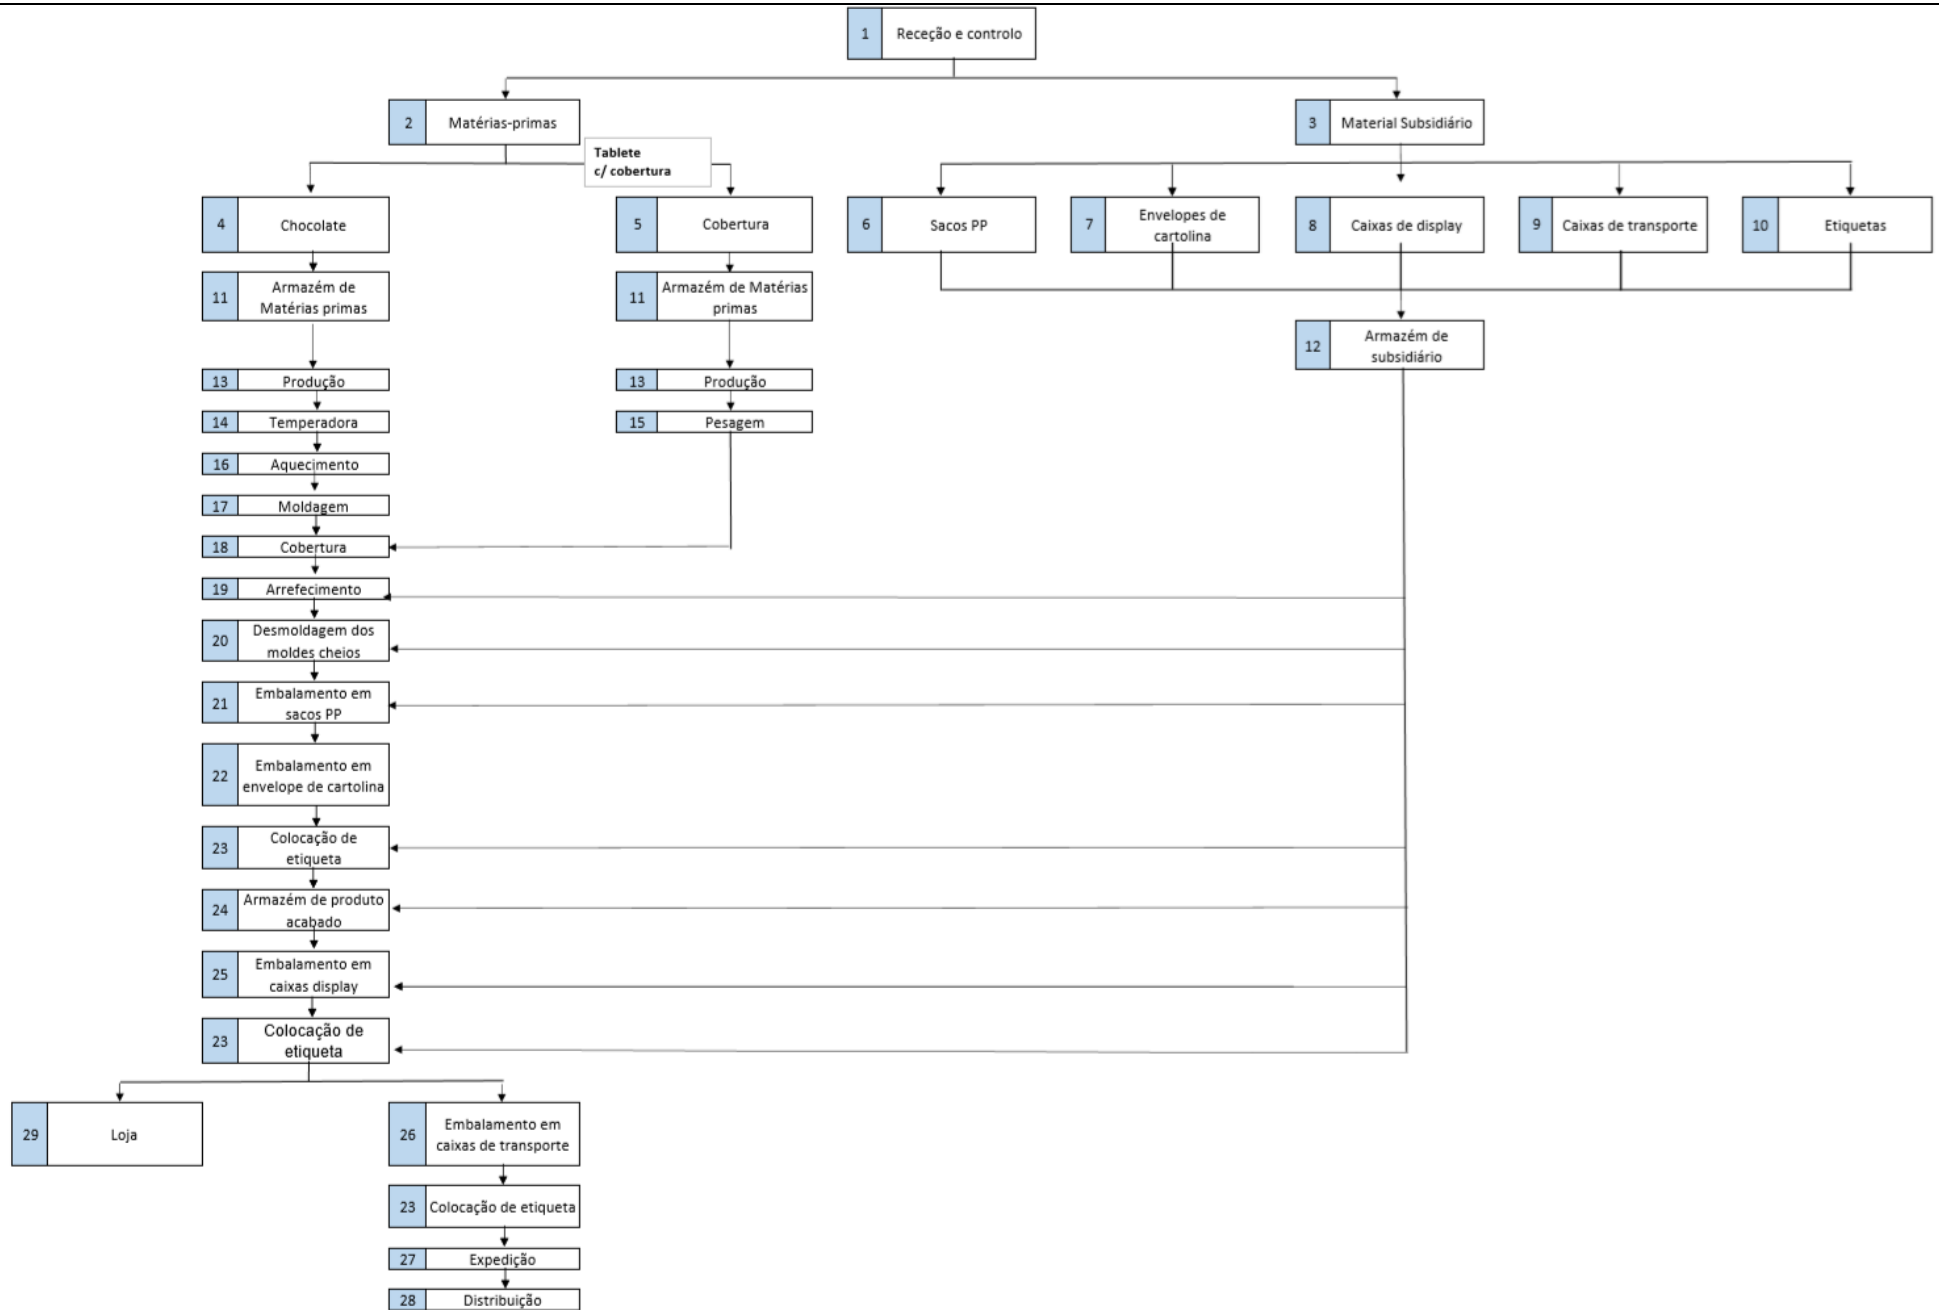 1 Receção e controlo
2 Matérias-primas
3 Material Subsidiário
Tablete
c/ cobertura
4 Chocolate
5 Cobertura
6 Sacos PP
7 Envelopes de
cartolina
8 Caixas de display
9 Caixas de transporte
10 Etiquetas
11 Armazém de
Matérias primas
11 Armazém de Matérias
primas
12 Armazém de
subsidiário
13 Produção
13 Produção
14 Temperadora
15 Pesagem
16 Aquecimento
17 Moldagem
18 Cobertura
19 Arrefecimento
20 Desmoldagem dos
moldes cheios
21 Embalamento em
sacos PP
22 Embalamento em
envelope de cartolina
23 Colocação de
etiqueta
24 Armazém de produto
acabado
25 Embalamento em
caixas display
23 Colocação de
etiqueta
29 Loja
26 Embalamento em
caixas de transporte
23 Colocação de etiqueta
27 Expedição
28 Distribuição